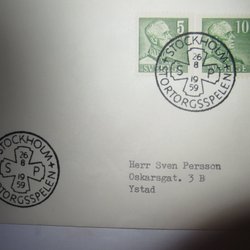 5
10
SVERIGE
STOCKHOLM
26
8
S P
19
59
STORTORGSSPELEN
STOCKHOLM
26
8
S P
19
59
STORTORGSSPELEN
Herr Sven Persson
Oskarsgat. 3 B
Ystad